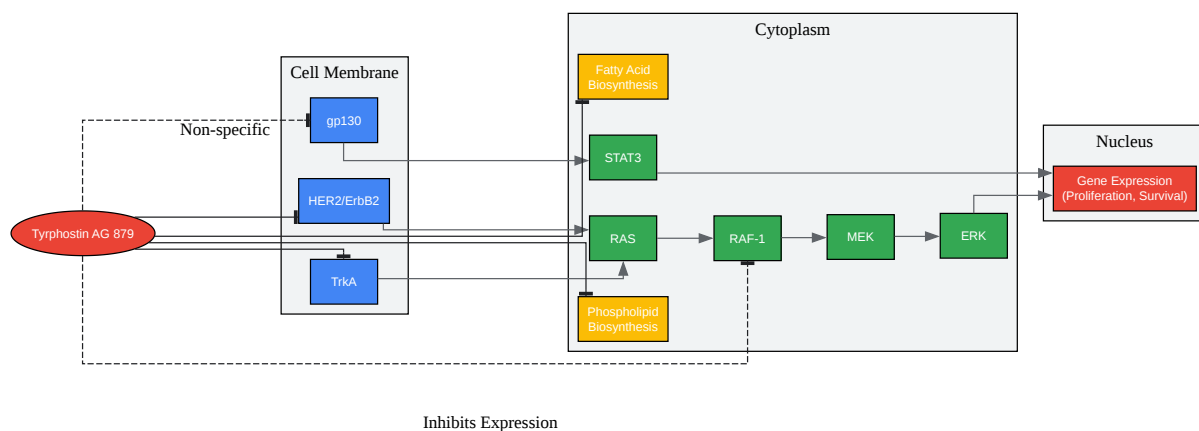 Cytoplasm
Cell Membrane
Fatty Acid
Biosynthesis
gp130
Non-specific
Nucleus
STAT3
Gene Expression
(Proliferation, Survival)
HER2/ErbB2
Tyrphostin AG 879
RAS
RAF-1
MEK
ERK
TrkA
Phospholipid
Biosynthesis
Inhibits Expression